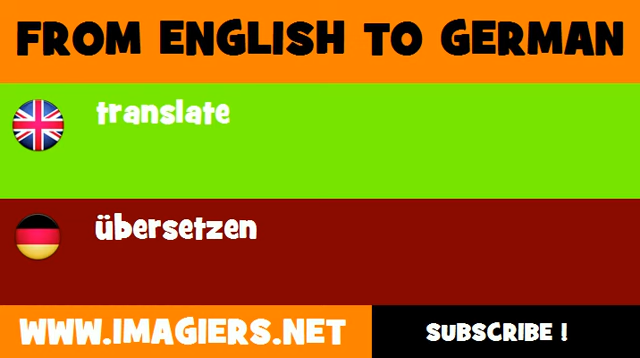 FROM ENGLISH TO GERMAN
translate
übersetzen
WWW.IMAGIERS.NET
SUBSCRIBE !